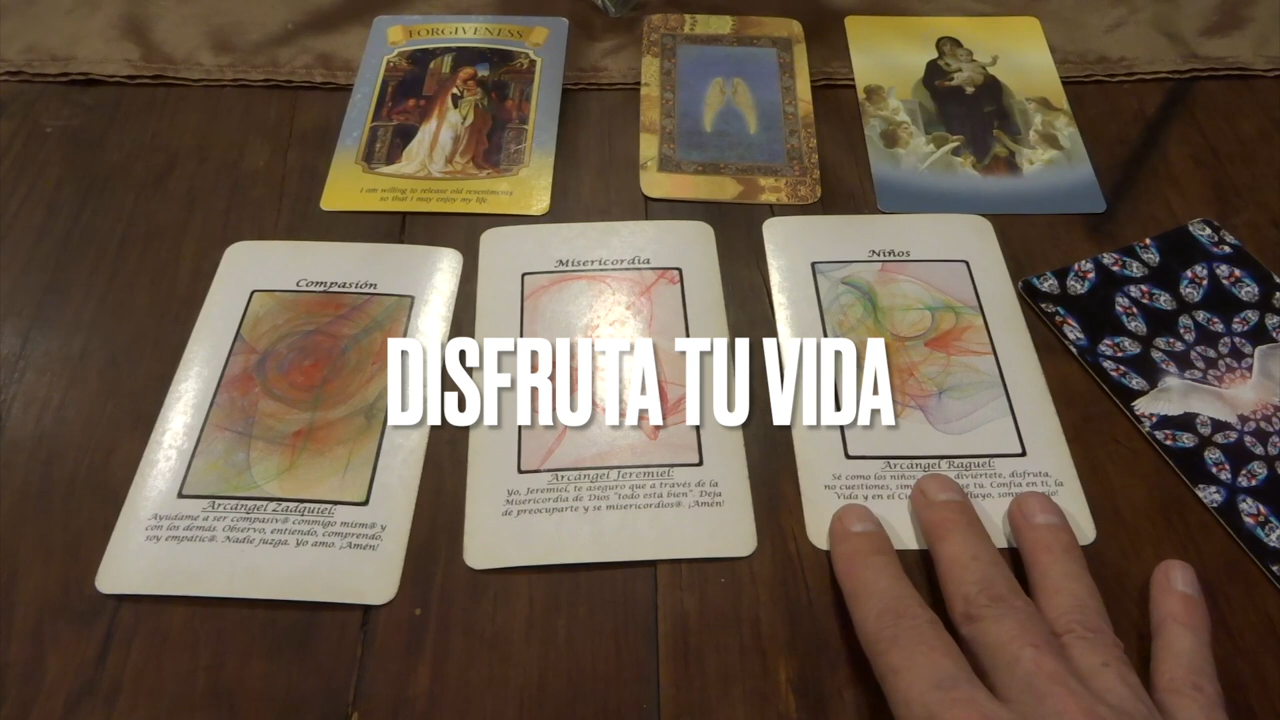 FORGIVENESS
I am willing to release old resentments
so that I may enjoy my life
Compasión
Arcángel Zadquiel:
Ayúdame a ser compasiv@ conmigo mism@ y
con los demás. Observo, entiendo, comprendo,
soy empátic@. Nadie juzga. Yo amo. ¡Amén!
Misericordia
Arcángel Jeremiel:
Yo, Jeremiel, te aseguro que a través de la
Misericordia de Dios "todo está bien". Deja
de preocuparte y se misericordios@. ¡Amén!
Niños
Arcángel Raguel:
Sé como los niños: diviértete, disfruta,
no cuestiones, se tú. Confía en ti, la
Vida y en el
DISFRUTA TU VIDA